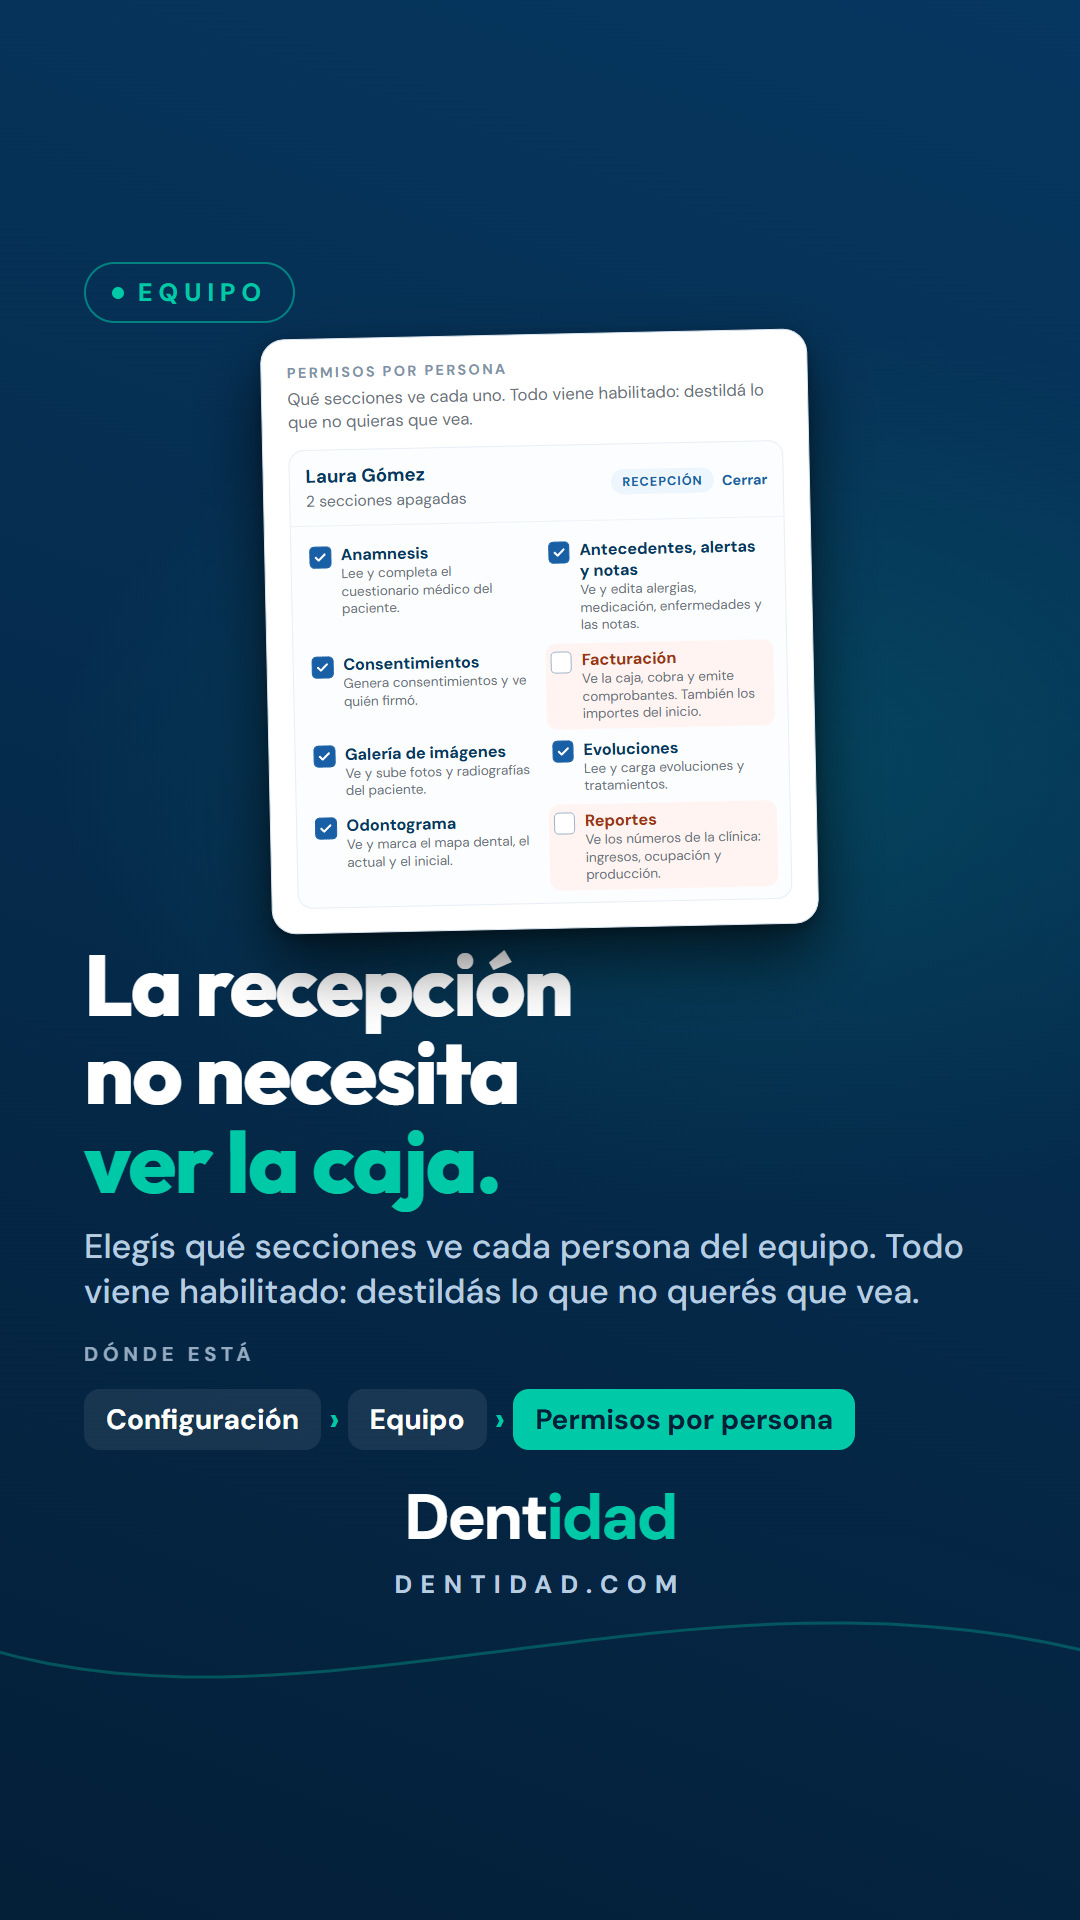 EQUIPO
PERMISOS POR PERSONA
Qué secciones ve cada uno. Todo viene habilitado: destildá lo
que no quieras que vea.
Laura Gómez
2 secciones apagadas
RECEPCIÓN
Cerrar
Anamnesis
Lee y completa el
cuestionario médico del
paciente.
Antecedentes, alertas
y notas
Ve y edita alergias,
medicación, enfermedades y
las notas.
Consentimientos
Genera consentimientos y ve
quién firmó.
Facturación
Ve la caja, cobra y emite
comprobantes. También los
importes del inicio.
Galería de imágenes
Ve y sube fotos y radiografías
del paciente.
Evoluciones
Lee y carga evoluciones y
tratamientos.
Odontograma
Ve y marca el mapa dental, el
actual y el inicial.
Reportes
Ve los números de la clínica:
ingresos, ocupación y
producción.
La recepción
no necesita
ver la caja.
Elegís qué secciones ve cada persona del equipo. Todo
viene habilitado: destildás lo que no querés que vea.
DÓNDE ESTÁ
Configuración › Equipo › Permisos por persona
Dentidad
DENTIDAD.COM